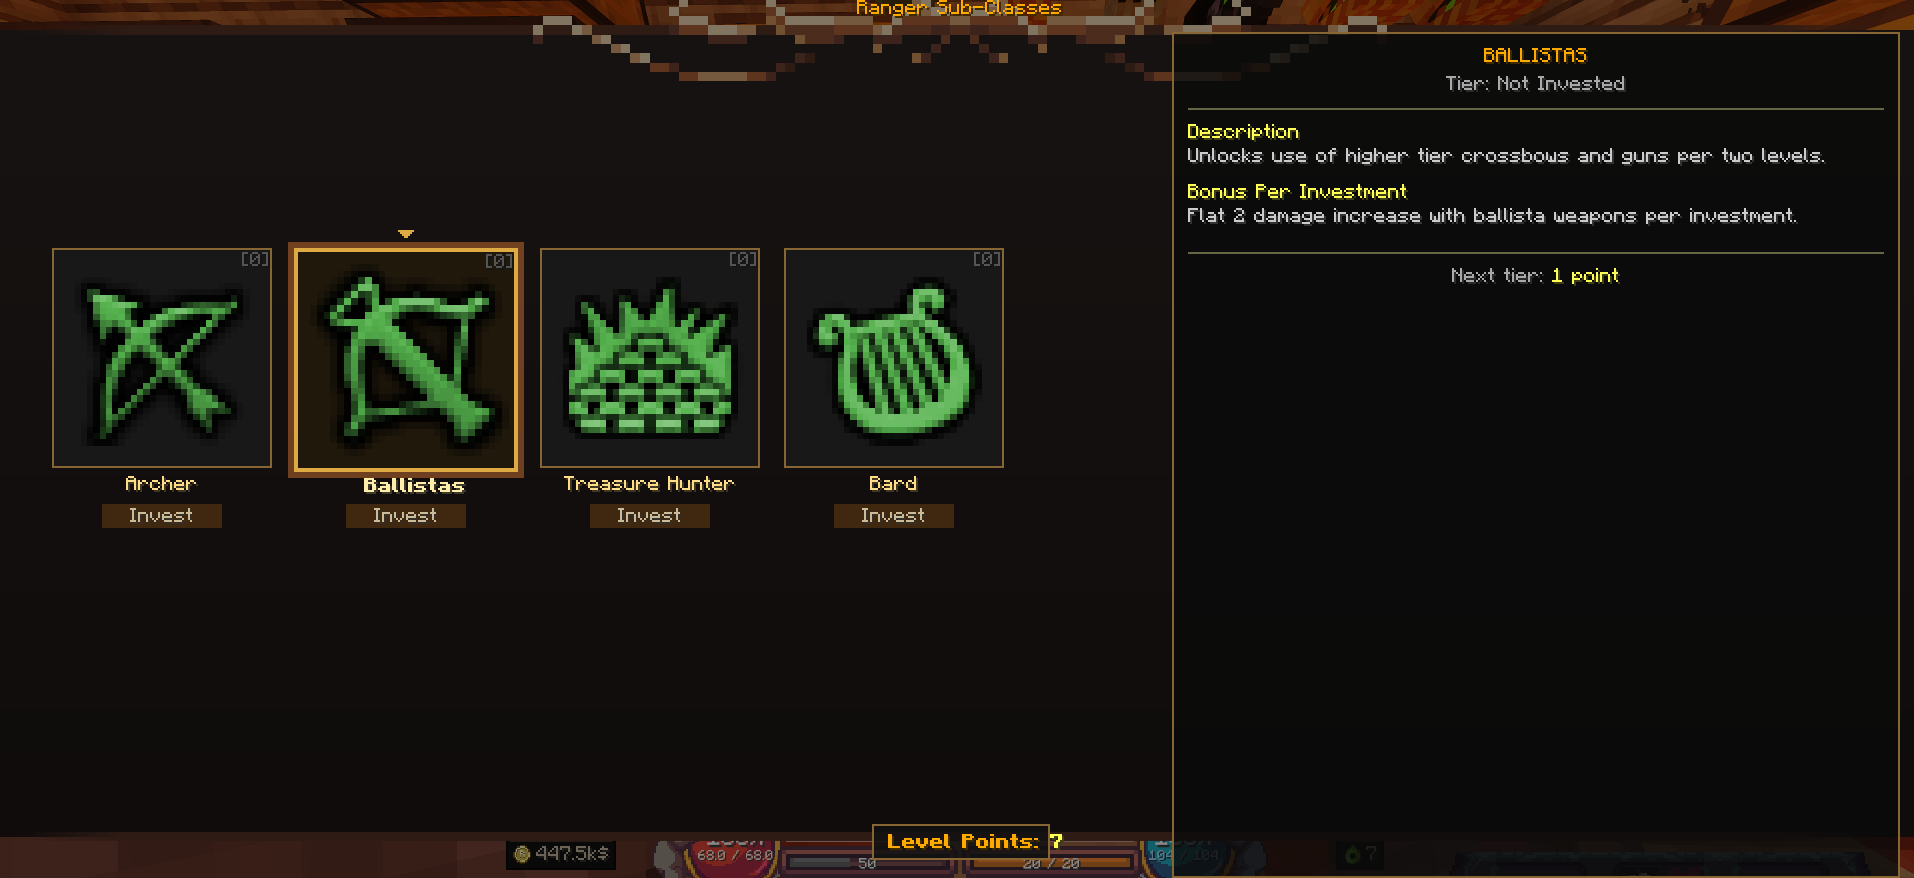 Ranger Sub-Classes
BALLISTAS
Tier: Not Invested
Description
Unlocks use of higher tier crossbows and guns per two levels.
Bonus Per Investment
Flat 2 damage increase with ballista weapons per investment.
Next tier: 1 point
[0] [0] [0] [0]
Archer Ballistas Treasure Hunter Bard
Invest Invest Invest Invest
Level Points: 7
447.5k$ 68.0 / 68.0 50 20 / 20 104 / 104 7